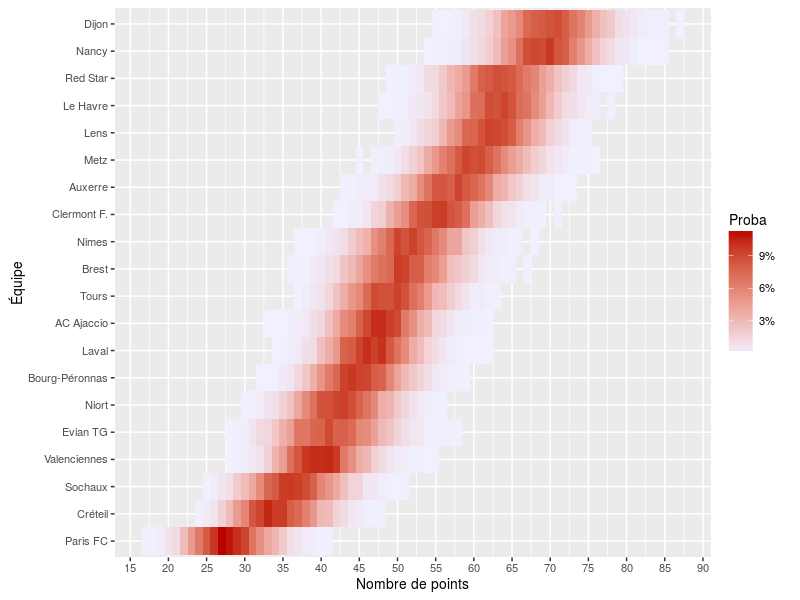 Dijon
Nancy
Red Star
Le Havre
Lens
Metz
Auxerre
Clermont F.
Nimes
Brest
Tours
AC Ajaccio
Laval
Bourg-Péronnas
Niort
Evian TG
Valenciennes
Sochaux
Créteil
Paris FC
Équipe
15 20 25 30 35 40 45 50 55 60 65 70 75 80 85 90
Nombre de points
Proba
9%
6%
3%